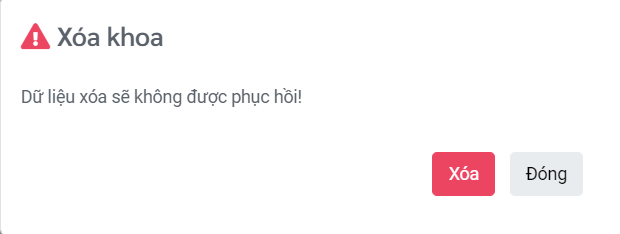 Xóa khoa
Dữ liệu xóa sẽ không được phục hồi!
Xóa Đóng